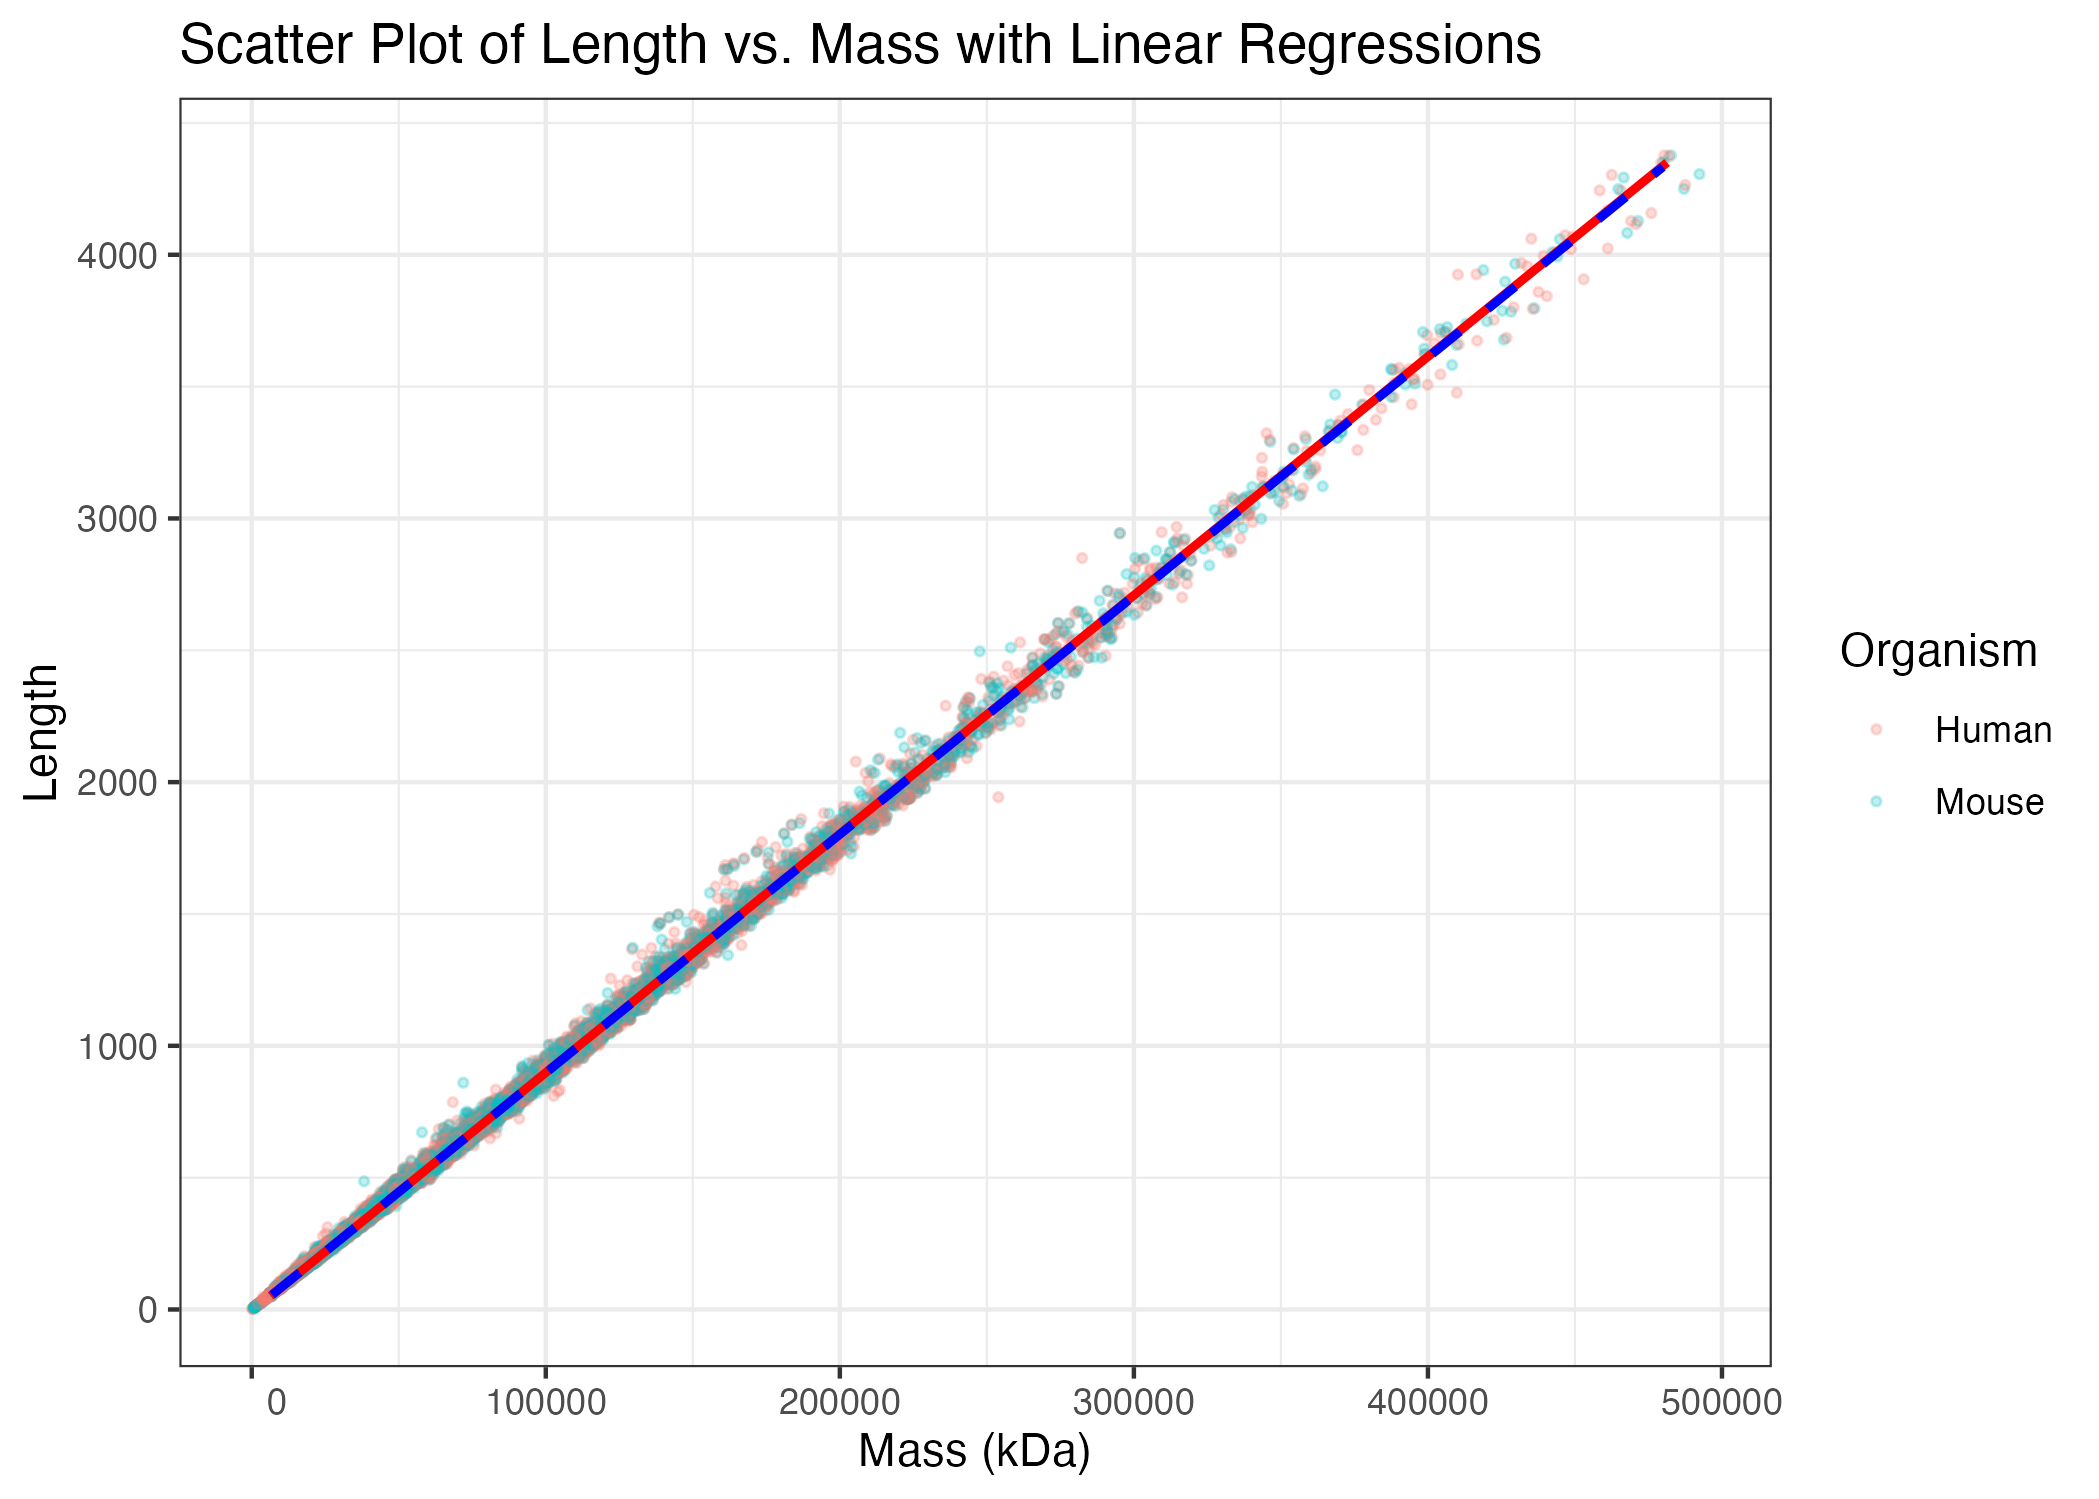 Scatter Plot of Length vs. Mass with Linear Regressions
4000
3000
2000
1000
0
Length
0 100000 200000 300000 400000 500000
Mass (kDa)
Organism
Human
Mouse